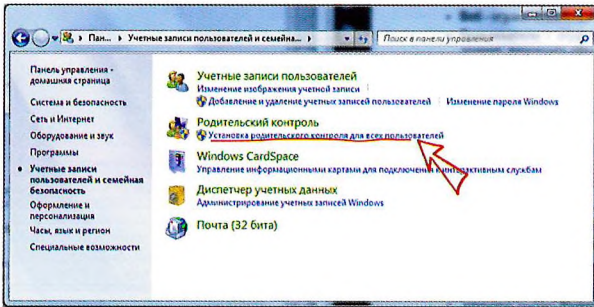 Пан... ▸ Учетные записи пользователей и семейна... ▸
Поиск в панели управления
Панель управления -
домашняя страница
Система и безопасность
Сеть и Интернет
Оборудование и звук
Программы
Учетные записи
пользователей и семейная
безопасность
Оформление и
персонализация
Часы, язык и регион
Специальные возможности
Учетные записи пользователей
Изменение изображения учетной записи
Добавление и удаление учетных записей пользователей
Изменение пароля Windows
Родительский контроль
Установка родительского контроля для всех пользователей
Windows CardSpace
Управление информационными картами для подключения к интерактивным службам
Диспетчер учетных данных
Администрирование учетных записей Windows
Почта (32 бита)